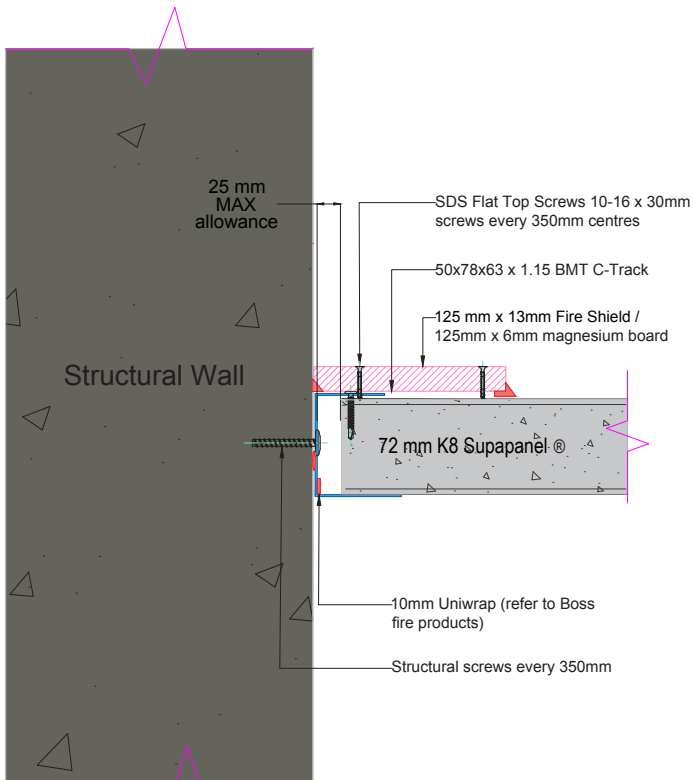 25 mm
MAX
allowance
SDS Flat Top Screws 10-16 x 30mm
screws every 350mm centres
50x78x63 x 1.15 BMT C-Track
125 mm x 13mm Fire Shield /
125mm x 6mm magnesium board
Structural Wall
72 mm K8 Supapanel ®
10mm Uniwrap (refer to Boss
fire products)
Structural screws every 350mm